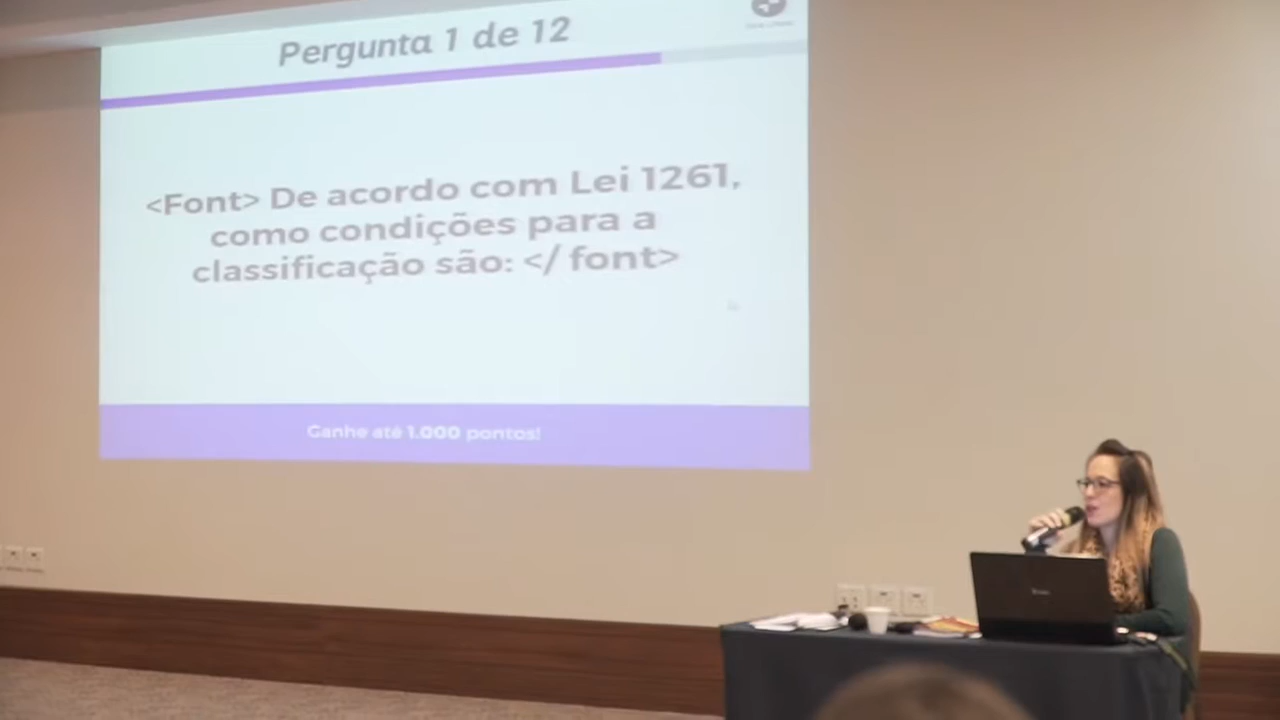 Pergunta 1 de 12
<Font> De acordo com Lei 1261,
como condições para a
classificação são: </ font>
Ganhe até 1.000 pontos!